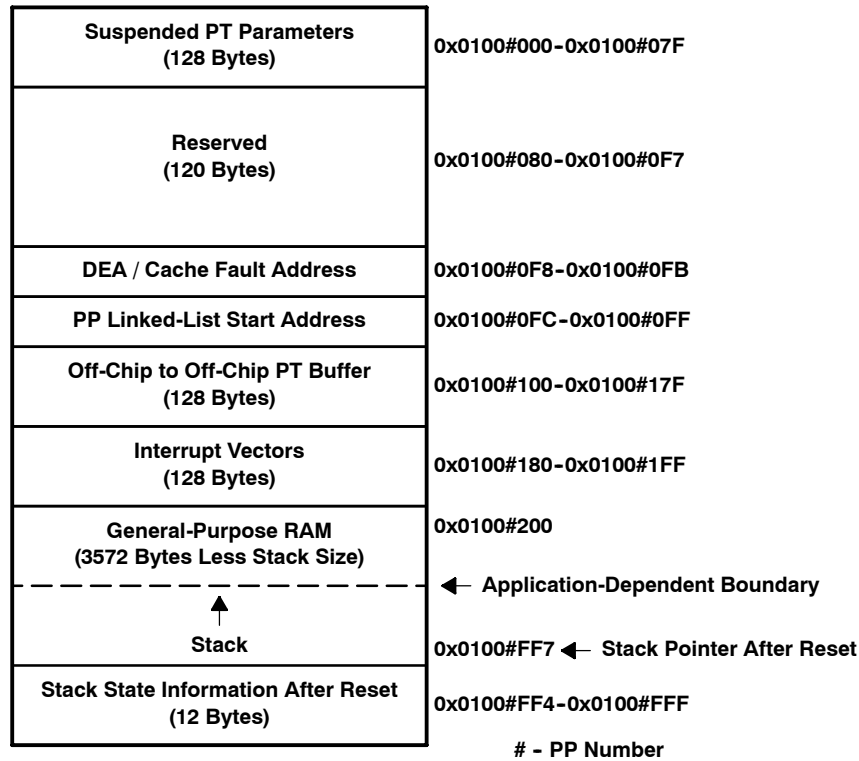 Suspended PT Parameters
(128 Bytes)
0x0100#000-0x0100#07F
Reserved
(120 Bytes)
0x0100#080-0x0100#0F7
DEA / Cache Fault Address
0x0100#0F8-0x0100#0FB
PP Linked-List Start Address
0x0100#0FC-0x0100#0FF
Off-Chip to Off-Chip PT Buffer
(128 Bytes)
0x0100#100-0x0100#17F
Interrupt Vectors
(128 Bytes)
0x0100#180-0x0100#1FF
General-Purpose RAM
(3572 Bytes Less Stack Size)
0x0100#200
Application-Dependent Boundary
Stack
0x0100#FF7
Stack Pointer After Reset
Stack State Information After Reset
(12 Bytes)
0x0100#FF4-0x0100#FFF
# - PP Number